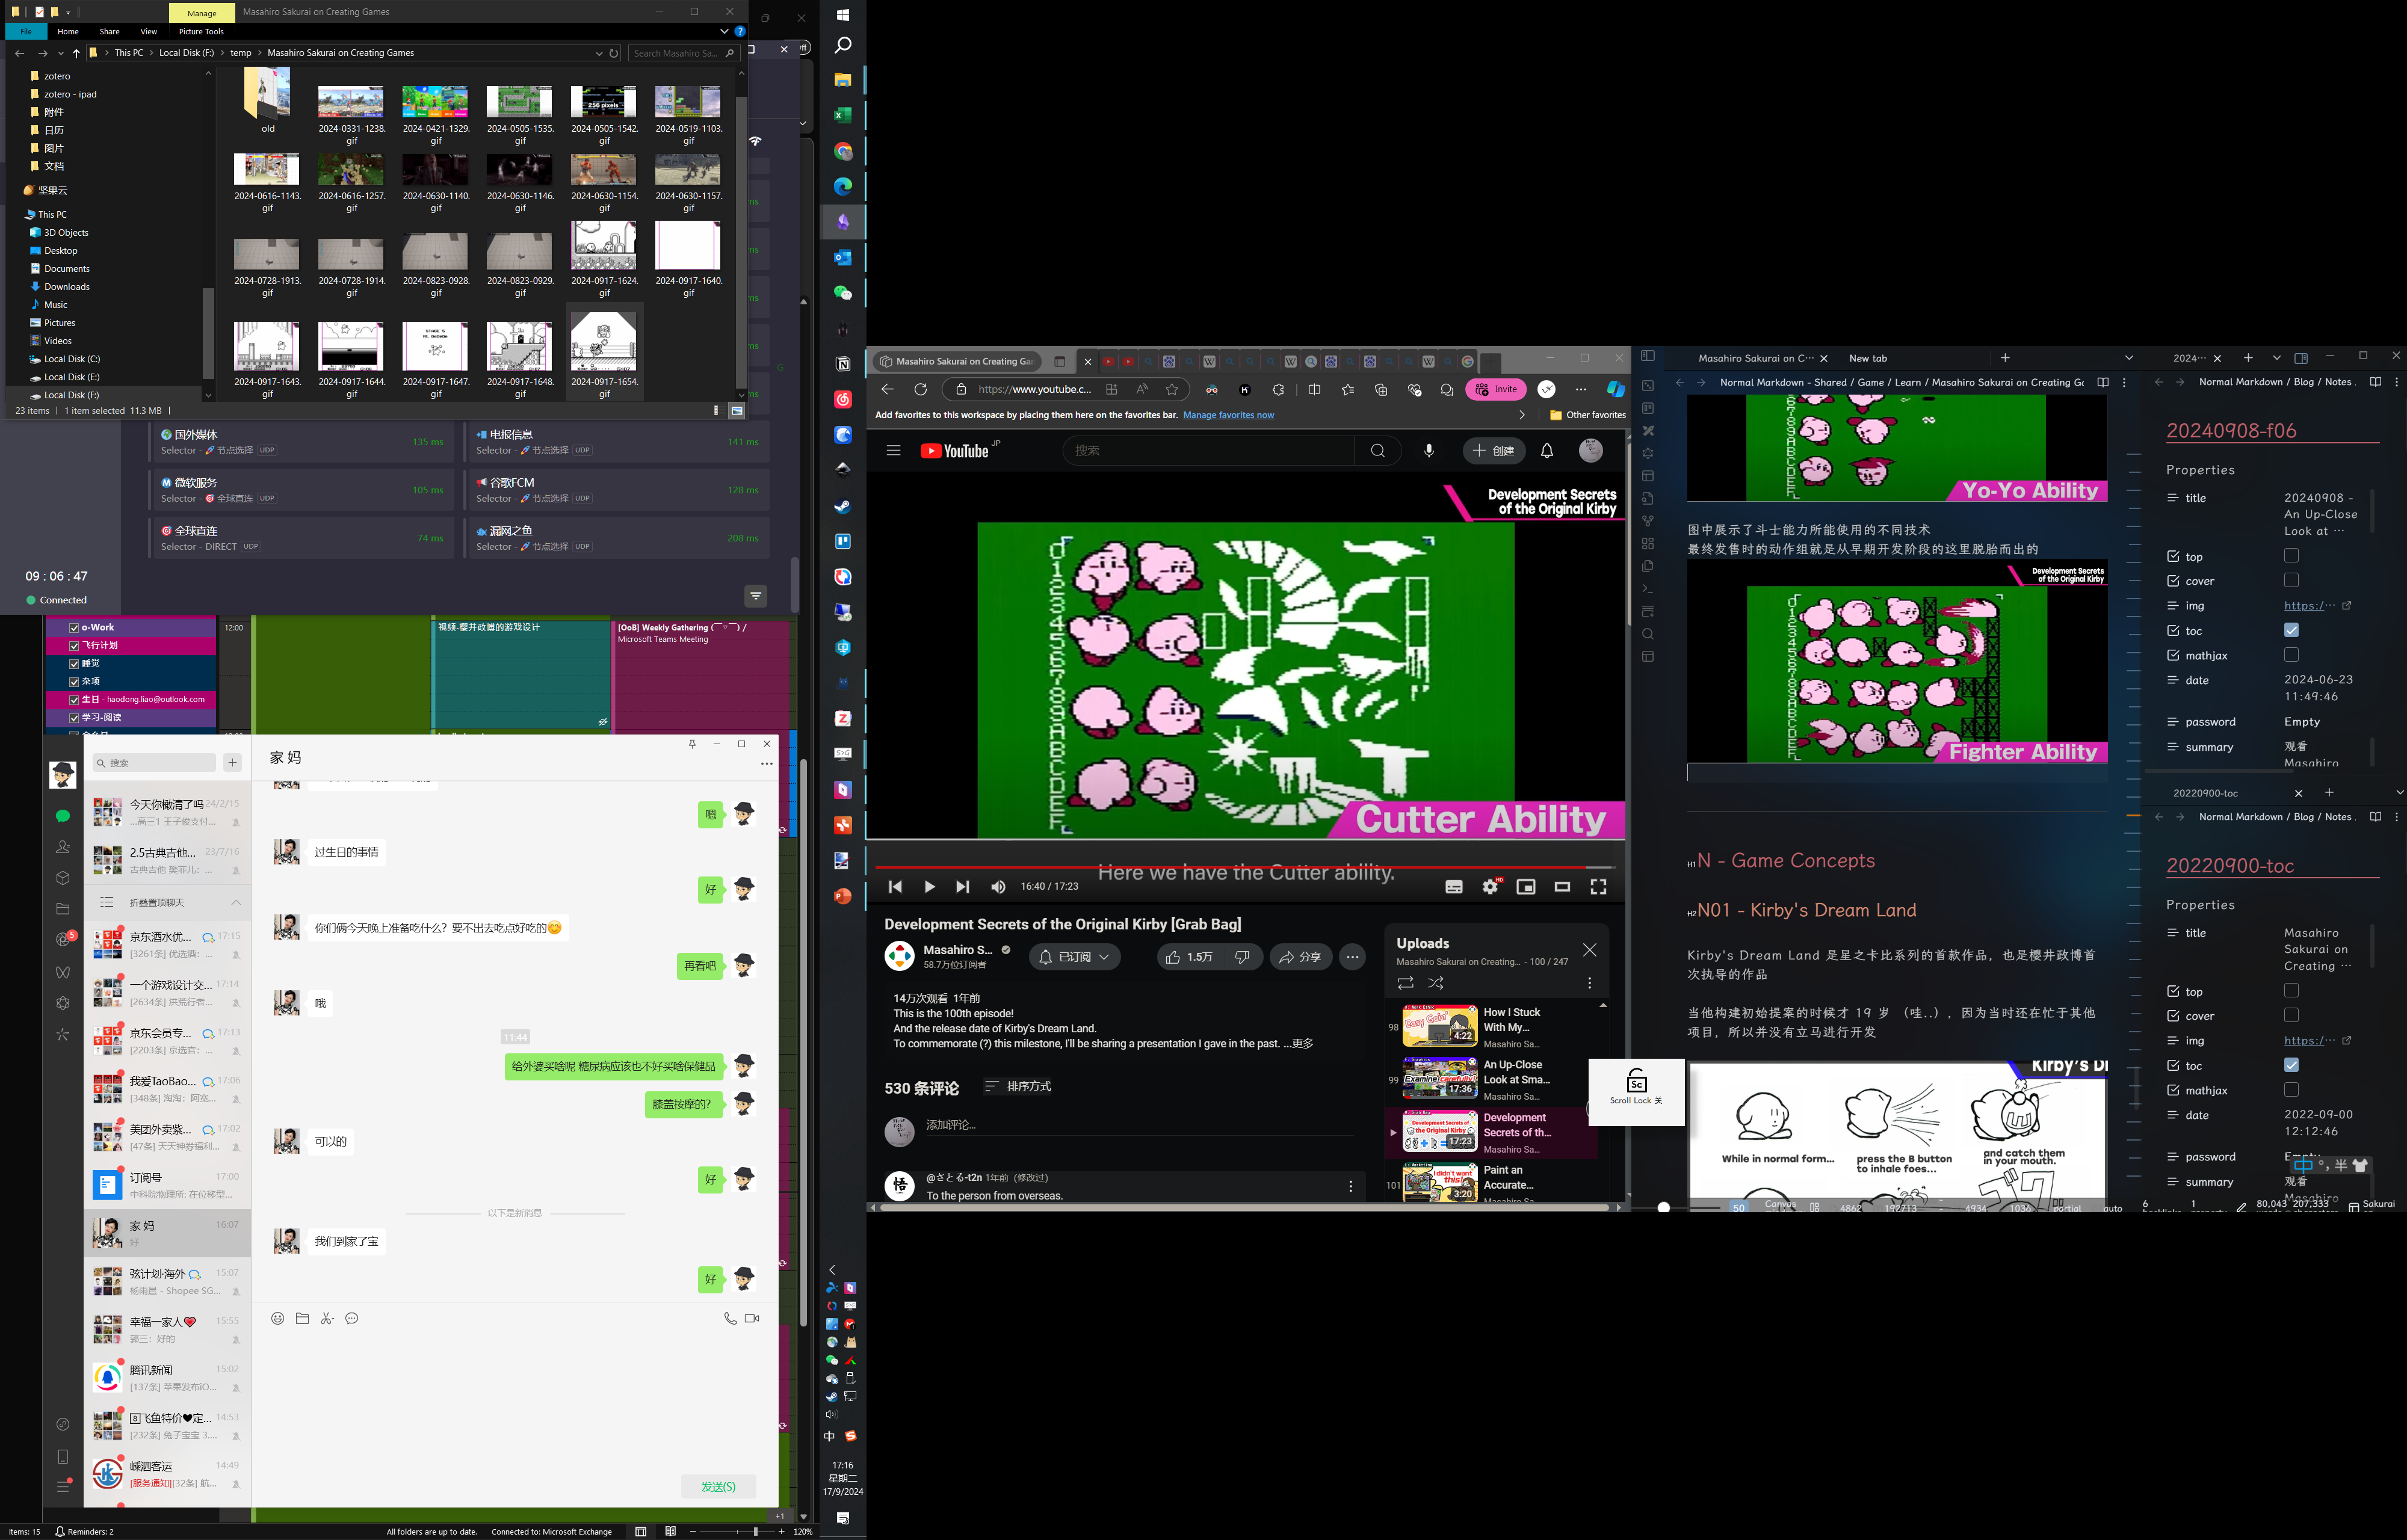 Manage
Masahiro Sakurai on Creating Games
File
Home
Share
View
Picture Tools
This PC
Local Disk (F:)
temp
Masahiro Sakurai on Creating Games
Search Masahiro Sa...
zotero
zotero - ipad
附件
日历
图片
文档
坚果云
This PC
3D Objects
Desktop
Documents
Downloads
Music
Pictures
Videos
Local Disk (C:)
Local Disk (E:)
Local Disk (F:)
old
2024-0331-1238.gif
2024-0421-1329.gif
2024-0505-1535.gif
2024-0505-1542.gif
2024-0519-1103.gif
2024-0616-1143.gif
2024-0616-1257.gif
2024-0630-1140.gif
2024-0630-1146.gif
2024-0630-1154.gif
2024-0630-1157.gif
2024-0728-1913.gif
2024-0728-1914.gif
2024-0823-0928.gif
2024-0823-0929.gif
2024-0917-1624.gif
2024-0917-1640.gif
2024-0917-1643.gif
2024-0917-1644.gif
2024-0917-1647.gif
2024-0917-1648.gif
2024-0917-1654.gif
23 items
1 item selected 11.3 MB
国外媒体
Selector - 节点选择 UDP
135 ms
电报信息
Selector - 节点选择 UDP
141 ms
微软服务
Selector - 全球直连 UDP
105 ms
谷歌FCM
Selector - 节点选择 UDP
128 ms
全球直连
Selector - DIRECT UDP
74 ms
漏网之鱼
Selector - 节点选择 UDP
208 ms
09 : 06 : 47
Connected
o-Work
飞行计划
睡觉
杂项
生日 - haodong.liao@outlook.com
学习-阅读
12:00
视频-樱井政博的游戏设计
[OoB] Weekly Gathering
Microsoft Teams Meeting
搜索
今天你橄清了吗
24/2/15
...高三1 王子俊支付...
2.5古典吉他...
23/7/16
古典吉他 樊菲儿: ...
折叠置顶聊天
京东酒水优...
17:15
[3261条] 优选酒: ...
一个游戏设计交...
17:14
[2634条] 洪荒行者...
京东会员专...
17:13
[2203条] 京选者: ...
我爱TaoBao...
17:06
[348条] 淘淘: 阿宽...
美团外卖紫...
17:02
[47条] 天天神券福利...
订阅号
17:00
中科院物理所: 在位移型...
家 妈
16:07
好
弦计划·海外
15:07
杨雨晨 - Shopee SG...
幸福一家人
15:55
郭三: 好的
腾讯新闻
15:02
[137条] 苹果发布iO...
飞鱼特价❤定...
14:53
[232条] 兔子宝宝 3....
嵊泗客运
14:49
[服务通知][32条] 航...
家 妈
嗯
过生日的事情
好
你们俩今天晚上准备吃什么？要不出去吃点好吃的
再看吧
哦
11:44
给外婆买啥呢 糖尿病应该也不好买啥保健品
膝盖按摩的？
可以的
好
以下是新消息
我们到家了宝
好
发送(S)
Items: 15
Reminders: 2
All folders are up to date.
Connected to: Microsoft Exchange
120%
+1
中
17:16
星期二
17/9/2024
Masahiro Sakurai on Creating Gar
https://www.youtube.c...
Invite
Add favorites to this workspace by placing them here on the favorites bar. Manage favorites now
Other favorites
YouTube JP
搜索
创建
Development Secrets
of the Original Kirby
0123456789ABCDEF
Cutter Ability
Here we have the Cutter ability.
16:40 / 17:23
Development Secrets of the Original Kirby [Grab Bag]
Masahiro S...
58.7万位订阅者
已订阅
1.5万
分享
14万次观看 1年前
This is the 100th episode!
And the release date of Kirby's Dream Land.
To commemorate (?) this milestone, I'll be sharing a presentation I gave in the past. ...更多
530 条评论
排序方式
添加评论...
@さとる-t2n 1年前 (修改过)
To the person from overseas.
Uploads
Masahiro Sakurai on Creating... - 100 / 247
98
4:22
How I Stuck With My...
Masahiro Sa...
99
17:36
An Up-Close Look at Sma...
Masahiro Sa...
17:23
Development Secrets of th...
Masahiro Sa...
101
3:20
Paint an Accurate...
Scroll Lock 关
Masahiro Sakurai on C···
New tab
Normal Markdown - Shared / Game / Learn / Masahiro Sakurai on Creating Ga
Yo-Yo Ability
图中展示了斗士能力所能使用的不同技术
最终发售时的动作组就是从早期开发阶段的这里脱胎而出的
Development Secrets
of the Original Kirby
Fighter Ability
H1 N - Game Concepts
H2 N01 - Kirby's Dream Land
Kirby's Dream Land 是星之卡比系列的首款作品，也是樱井政博首
次执导的作品
当他构建初始提案的时候才 19 岁 （哇..），因为当时还在忙于其他
项目，所以并没有立马进行开发
Kirby's D
While in normal form...
press the B button
to inhale foes...
and catch them
in your mouth.
50
4862
192713
4934
1036
partial
auto
2024···
Normal Markdown / Blog / Notes
20240908-f06
Properties
title
20240908 - An Up-Close Look at ···
top
cover
img
https:/···
toc
mathjax
date
2024-06-23 11:49:46
password
Empty
summary
观看 Masahiro
20220900-toc
Normal Markdown / Blog / Notes
20220900-toc
Properties
title
Masahiro Sakurai on Creating ···
top
cover
img
https:/···
toc
mathjax
date
2022-09-00 12:12:46
password
Empty
summary
观看 Masahiro
中 °, 半
6
1
80,043
207,333
Sakurai